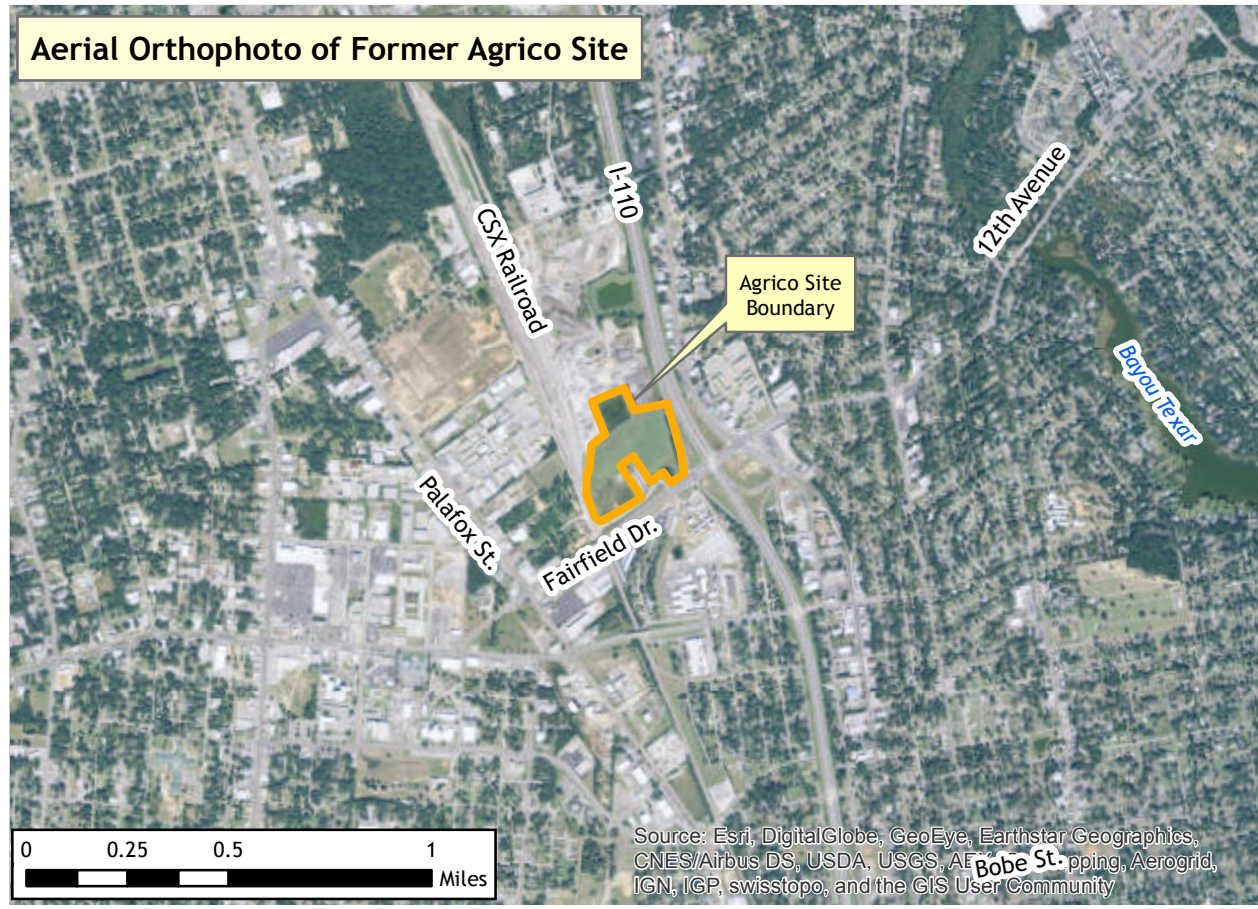 Aerial Orthophoto of Former Agrico Site
I-110
12th Avenue
CSX Railroad
Agrico Site
Boundary
Bayou Texar
Palafox St.
Fairfield Dr.
0 0.25 0.5 1
Miles
Source: Esri, DigitalGlobe, GeoEye, Earthstar Geographics,
CNES/Airbus DS, USDA, USGS, pping, Aerogrid,
Bobe St.
IGN, IGP, swisstopo, and the GIS User Community